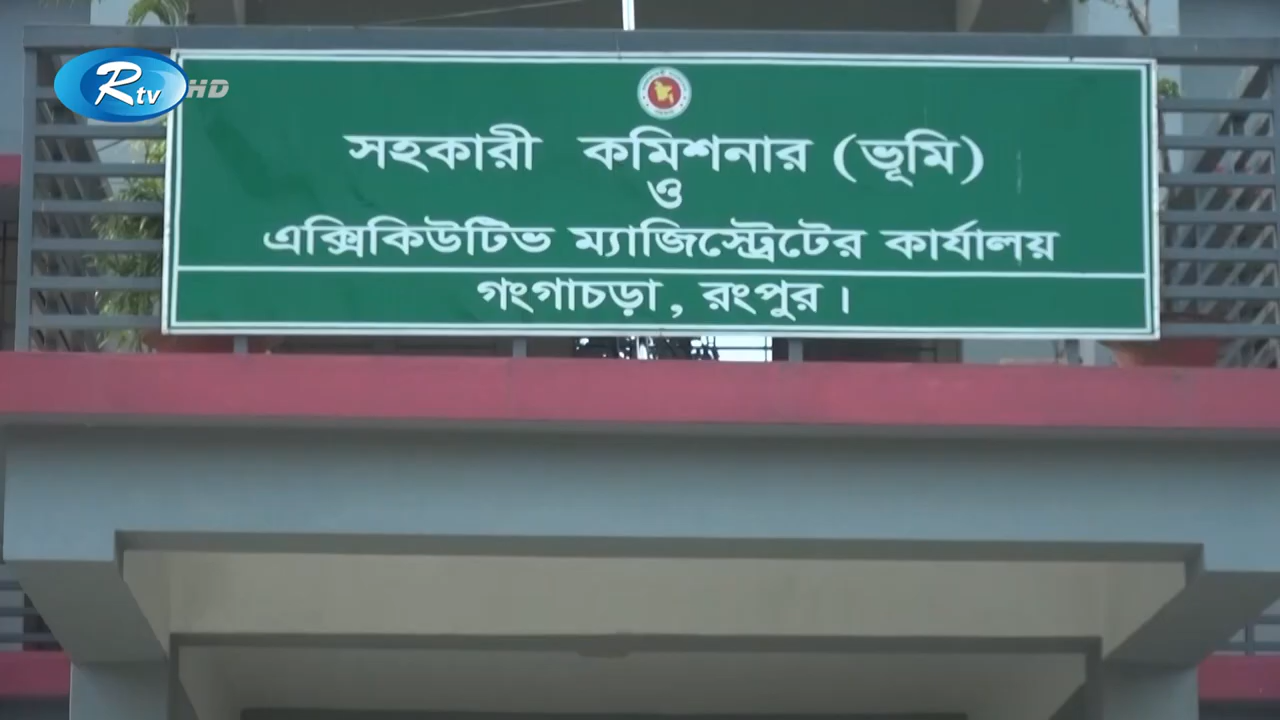 Rtv HD
সহকারী কমিশনার (ভূমি)
ও
এক্সিকিউটিভ ম্যাজিস্ট্রেটের কার্যালয়
গংগাচড়া, রংপুর।